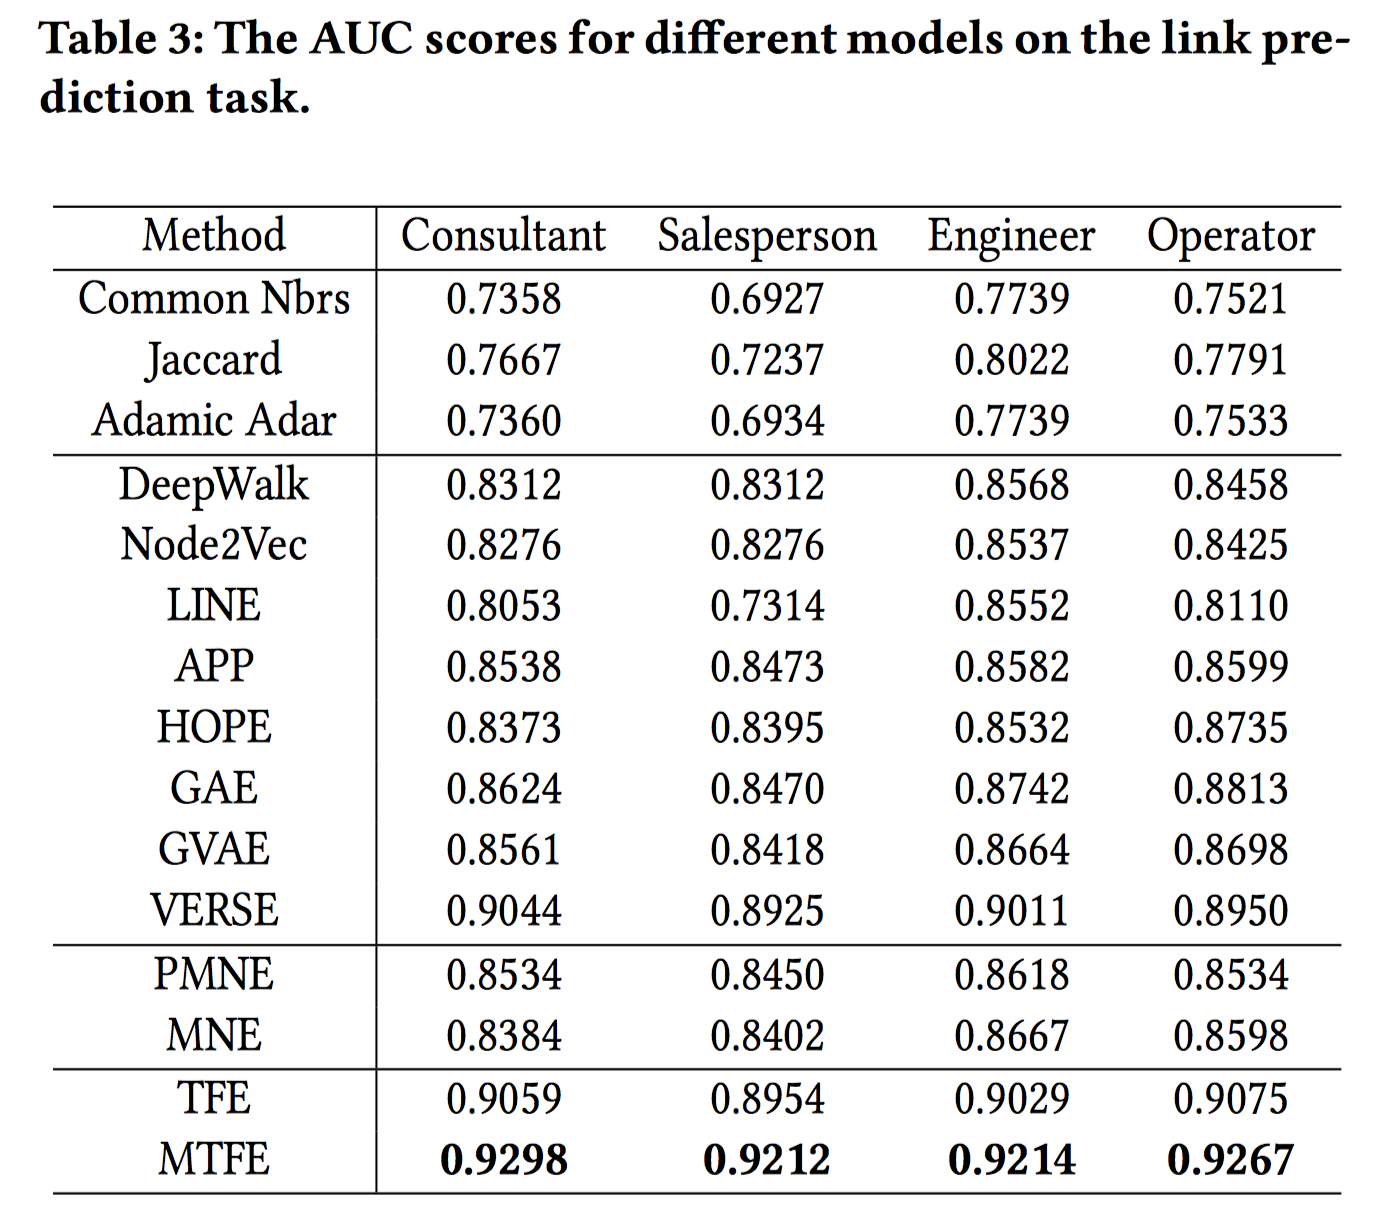 Table 3: The AUC scores for different models on the link pre-
diction task.
Method Consultant Salesperson Engineer Operator
Common Nbrs 0.7358 0.6927 0.7739 0.7521
Jaccard 0.7667 0.7237 0.8022 0.7791
Adamic Adar 0.7360 0.6934 0.7739 0.7533
DeepWalk 0.8312 0.8312 0.8568 0.8458
Node2Vec 0.8276 0.8276 0.8537 0.8425
LINE 0.8053 0.7314 0.8552 0.8110
APP 0.8538 0.8473 0.8582 0.8599
HOPE 0.8373 0.8395 0.8532 0.8735
GAE 0.8624 0.8470 0.8742 0.8813
GVAE 0.8561 0.8418 0.8664 0.8698
VERSE 0.9044 0.8925 0.9011 0.8950
PMNE 0.8534 0.8450 0.8618 0.8534
MNE 0.8384 0.8402 0.8667 0.8598
TFE 0.9059 0.8954 0.9029 0.9075
MTFE 0.9298 0.9212 0.9214 0.9267